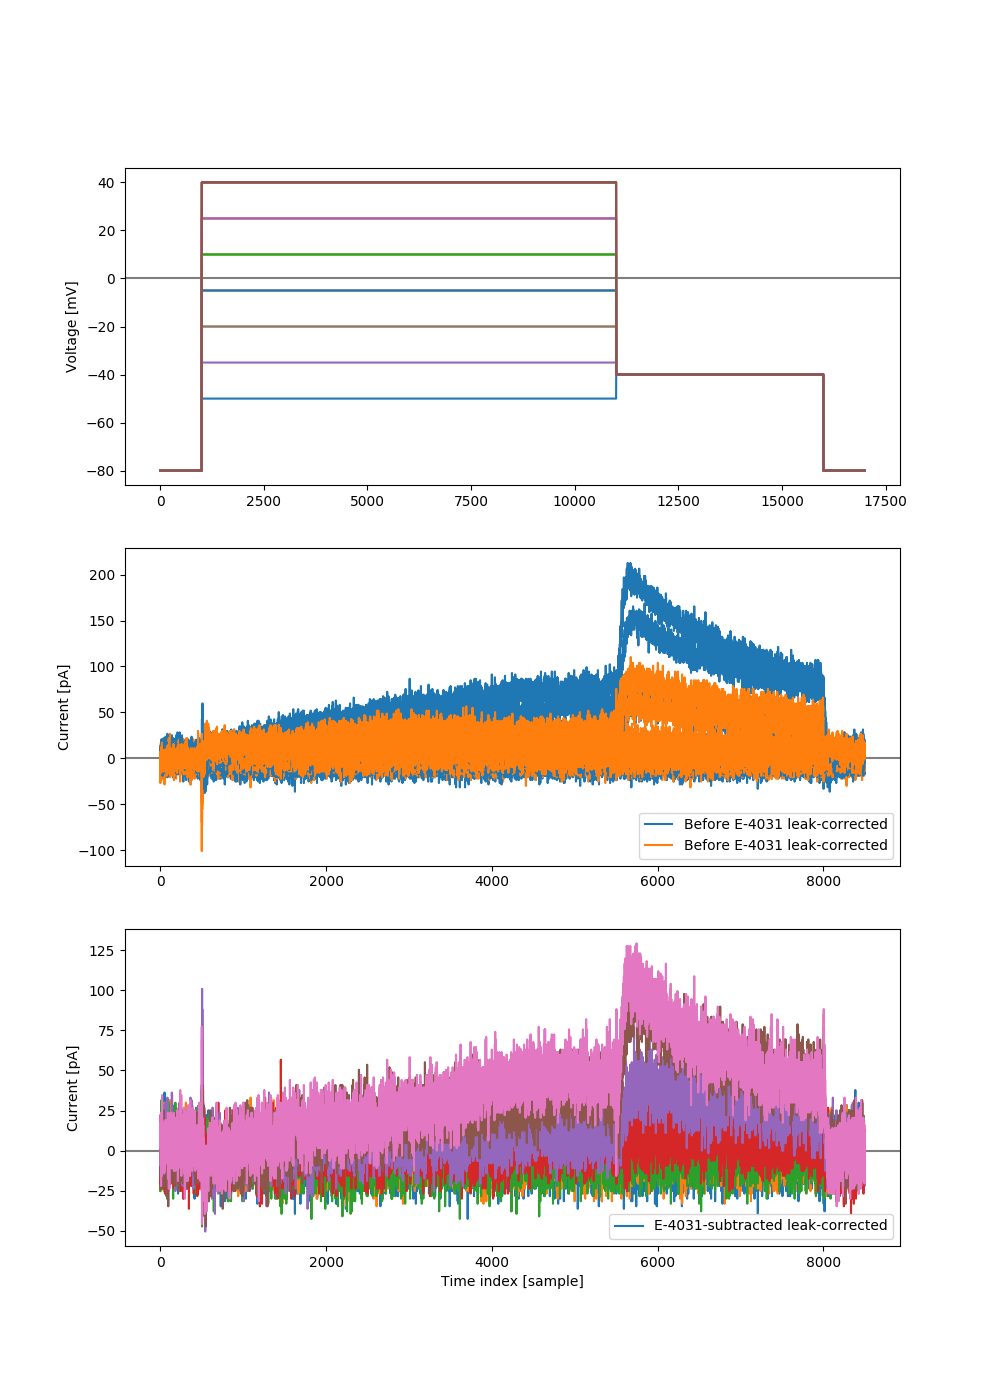 40
20
0
−20
−40
−60
−80
Voltage [mV]
0 2500 5000 7500 10000 12500 15000 17500
200
150
100
50
0
−50
−100
Current [pA]
Before E-4031 leak-corrected
Before E-4031 leak-corrected
0 2000 4000 6000 8000
125
100
75
50
25
0
−25
−50
Current [pA]
E-4031-subtracted leak-corrected
0 2000 4000 6000 8000
Time index [sample]